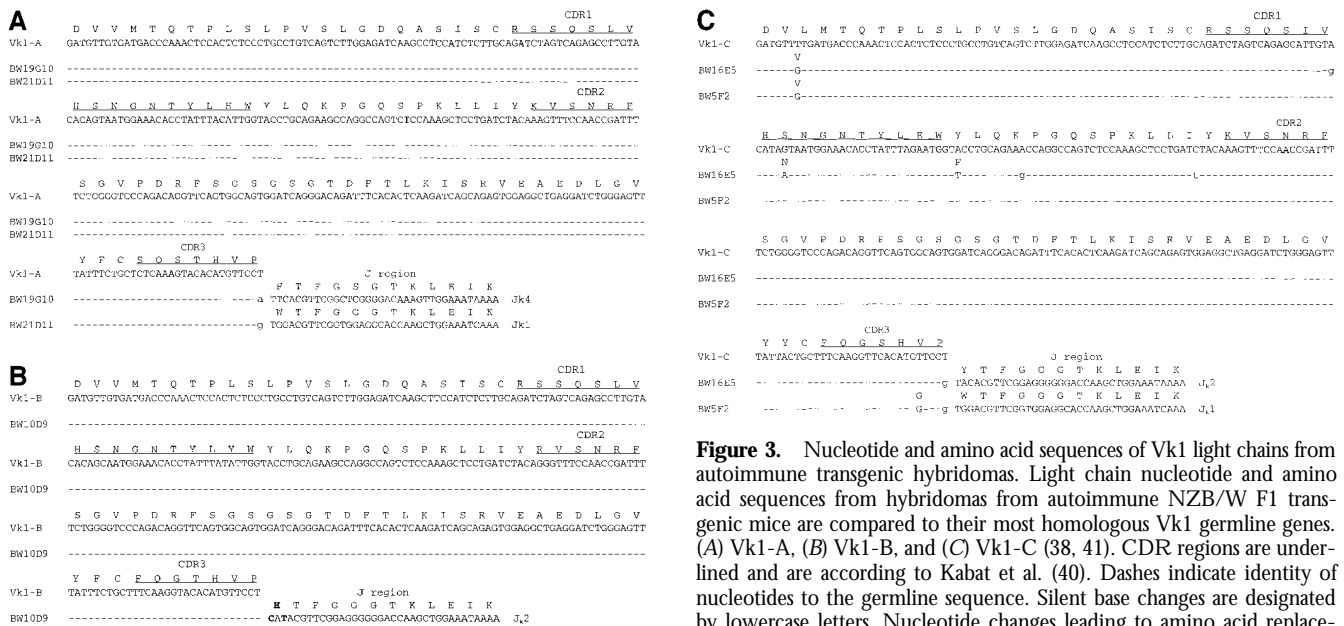 A
CDR1
D V V M T Q T P L S L P V S L G D Q A S I S C R S S Q S L V
Vk1-A GATGTTGTGATGACCCAAACTCCACTCTCCCTGCCTGTCAGTCTTGGAGATCAAGCCTCCATCTCTTGCAGATCTAGTCAGAGCCTTGTA
BW19G10
BW21D11
CDR2
H S N G N T Y L H W Y L Q K P G Q S P K L L I Y K V S N R F
Vk1-A CACAGTAATGGAAACACCTATTTACATTGGTACCTGCAGAAGCCAGGCCAGTCTCCAAAGCTCCTGATCTACAAAGTTTCCAACCGATTT
BW19G10
BW21D11
S G V P D R F S G S G S G T D F T L K I S R V E A E D L G V
Vk1-A TCTGGGGTCCCAGACACGTTCAGTGGCAGTGGATCAGGGACAGATTTCACACTCAAGATCAGCAGAGTGGAGGCTGAGGATCTGGGAGTT
BW19G10
BW21D11
CDR3
Y F C S Q S T H V P
Vk1-A TATTTCTGCTCTCAAAGTACACATGTTCCT J region
F T F G S G T K L E I K
BW19G10 a TTCACGTTCGGCTCGGGGACAAAGTTGGAAATAAAA Jk4
W T F G G G T K L E I K
BW21D11 g TGGACGTTCGGTGGAGGCACCAAGCTGGAAATCAAA Jk1
B
CDR1
D V V M T Q T P L S L P V S L G D Q A S I S C R S S Q S L V
Vk1-B GATGTTGTGATGACCCAAACTCCACTCTCCCTGCCTGTCAGTCTTGGAGATCAAGCTTCCATCTCTTGCAGATCTAGTCAGAGCCTTGTA
BW10D9
CDR2
H S N G N T Y L Y W Y L Q K P G Q S P K L L I Y R V S N R F
Vk1-B CACAGCAATGGAAACACCTATTTATATTGGTACCTGCAGAAGCCAGGCCAGTCTCCAAAGCTCCTGATCTACAGGGTTTCCAACCGATTT
BW10D9
S G V P D R F S G S G S G T D F T L K I S R V E A E D L G V
Vk1-B TCTGGGGTCCCAGACAGGTTCAGTGGCAGTGGATCAGGGACAGATTTCACACTCAAGATCAGCAGAGTGGAGGCTGAGGATCTGGGAGTT
BW10D9
CDR3
Y F C F Q G T H V P
Vk1-B TATTTCTGCTTTCAAGGTACACATGTTCCT J region
H T F G G G T K L E I K
BW10D9 CATACGTTCGGAGGGGGGACCAAGCTGGAAATAAAA Jk2
C
CDR1
D V L M T Q T P L S L P V S L G D Q A S I S C R S S Q S I V
Vk1-C GATGTTTTGATGACCCAAACTCCACTCTCCCTGCCTGTCAGTCTTGGAGATCAAGCCTCCATCTCTTGCAGATCTAGTCAGAGCATTGTA
V
BW16E5 G g
V
BW5F2 G
CDR2
H S N G N T Y L E W Y L Q K P G Q S P K L L I Y K V S N R F
Vk1-C CATAGTAATGGAAACACCTATTTAGAATGGTACCTGCAGAAACCAGGCCAGTCTCCAAAGCTCCTGATCTACAAAGTTTCCAACCGATTT
N F
BW16E5 A T g t
BW5F2
S G V P D R F S G S G S G T D F T L K I S R V E A E D L G V
Vk1-C TCTGGGGTCCCAGACAGGTTCAGTGGCAGTGGATCAGGGACAGATTTCACACTCAAGATCAGCAGAGTGGAGGCTGAGGATCTGGGAGTT
BW16E5
BW5F2
CDR3
Y Y C F Q G S H V P
Vk1-C TATTACTGCTTTCAAGGTTCACATGTTCCT J region
Y T F G G G T K L E I K
BW16E5 g TACACGTTCGGAGGGGGGACCAAGCTGGAAATAAAA Jk2
G W T F G G G T K L E I K
BW5F2 G g TGGACGTTCGGTGGAGGCACCAAGCTGGAAATCAAA Jk1
Figure 3. Nucleotide and amino acid sequences of Vk1 light chains from
autoimmune transgenic hybridomas. Light chain nucleotide and amino
acid sequences from hybridomas from autoimmune NZB/W F1 trans-
genic mice are compared to their most homologous Vk1 germline genes.
(A) Vk1-A, (B) Vk1-B, and (C) Vk1-C (38, 41). CDR regions are under-
lined and are according to Kabat et al. (40). Dashes indicate identity of
nucleotides to the germline sequence. Silent base changes are designated
by lowercase letters. Nucleotide changes leading to amino acid replace-